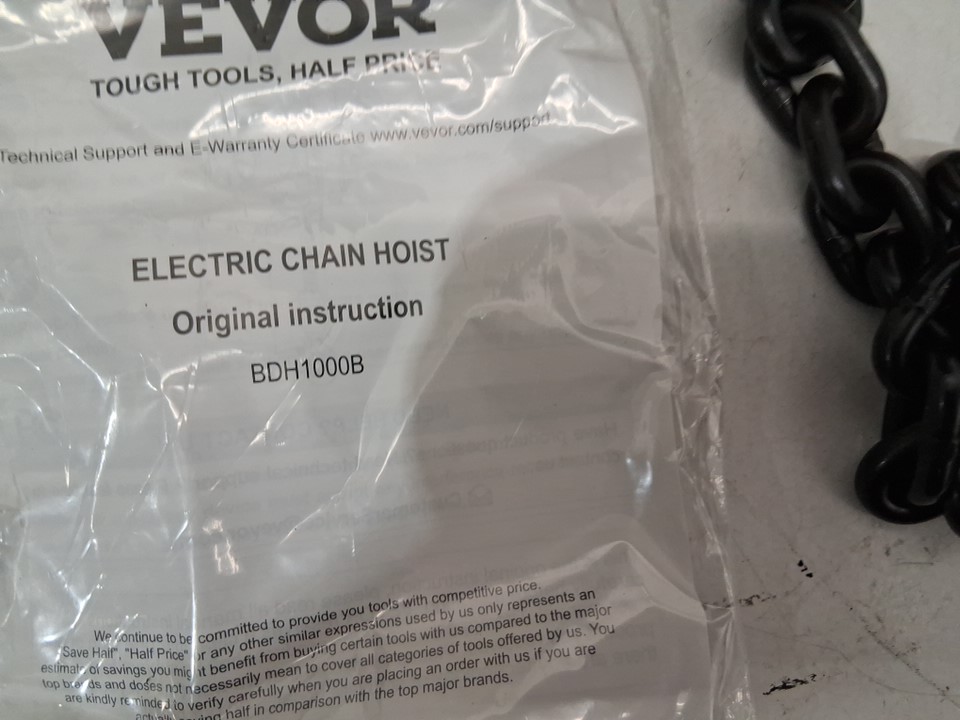 VEVOR
TOUGH TOOLS, HALF PRICE
Technical Support and E-Warranty Certificate www.vevor.com/support
ELECTRIC CHAIN HOIST
Original instruction
BDH1000B
We continue to be committed to provide you tools with competitive price.
"Save Half", "Half Price" or any other similar expressions used by us only represents an
estimate of savings you might benefit from buying certain tools with us compared to the major
top brands and doses not necessarily mean to cover all categories of tools offered by us. You
are kindly reminded to verify carefully when you are placing an order with us if you are
actually saving half in comparison with the top major brands.